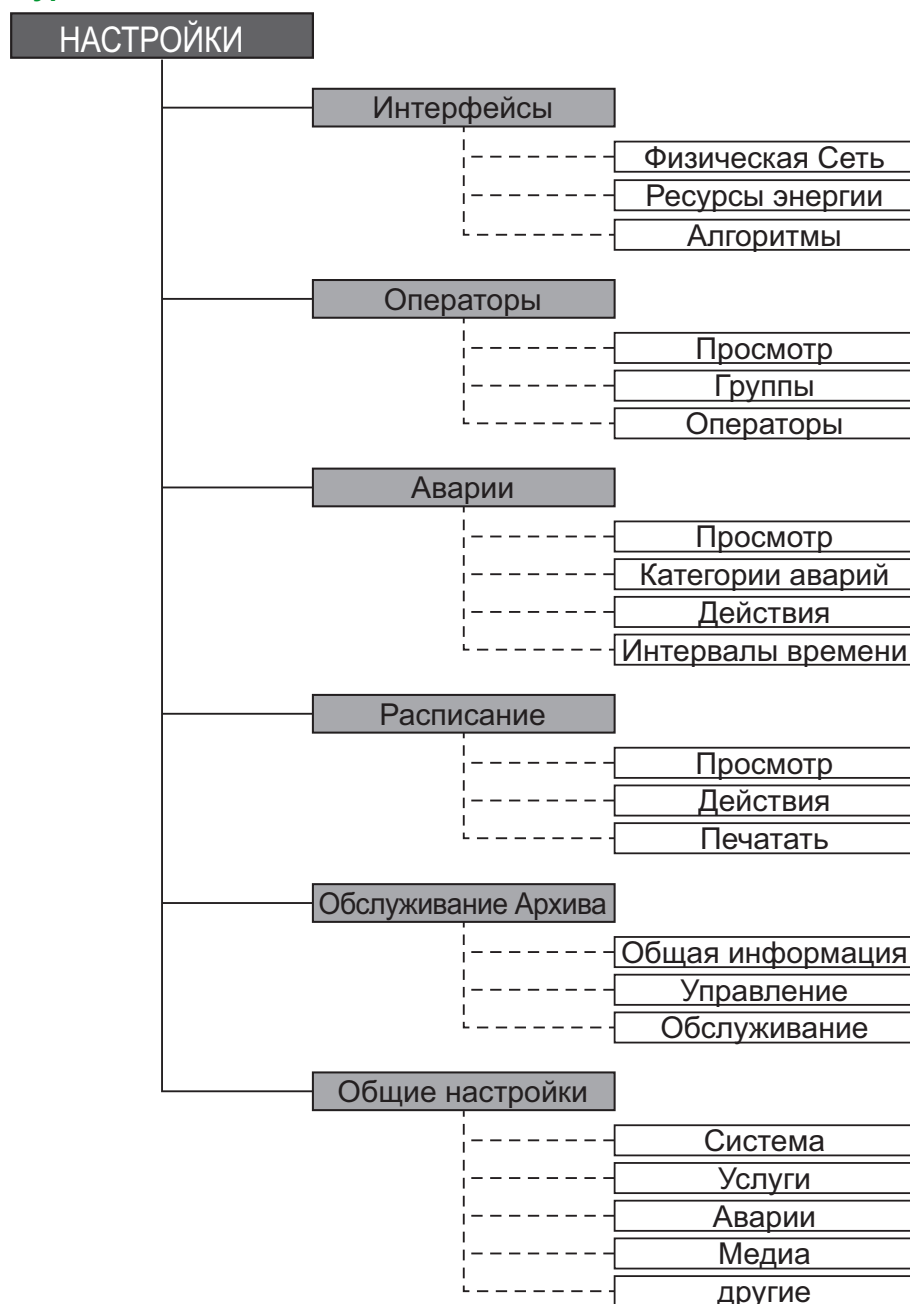 НАСТРОЙКИ
Интерфейсы
Физическая Сеть
Ресурсы энергии
Алгоритмы
Операторы
Просмотр
Группы
Операторы
Аварии
Просмотр
Категории аварий
Действия
Интервалы времени
Расписание
Просмотр
Действия
Печатать
Обслуживание Архива
Общая информация
Управление
Обслуживание
Общие настройки
Система
Услуги
Аварии
Медиа
другие